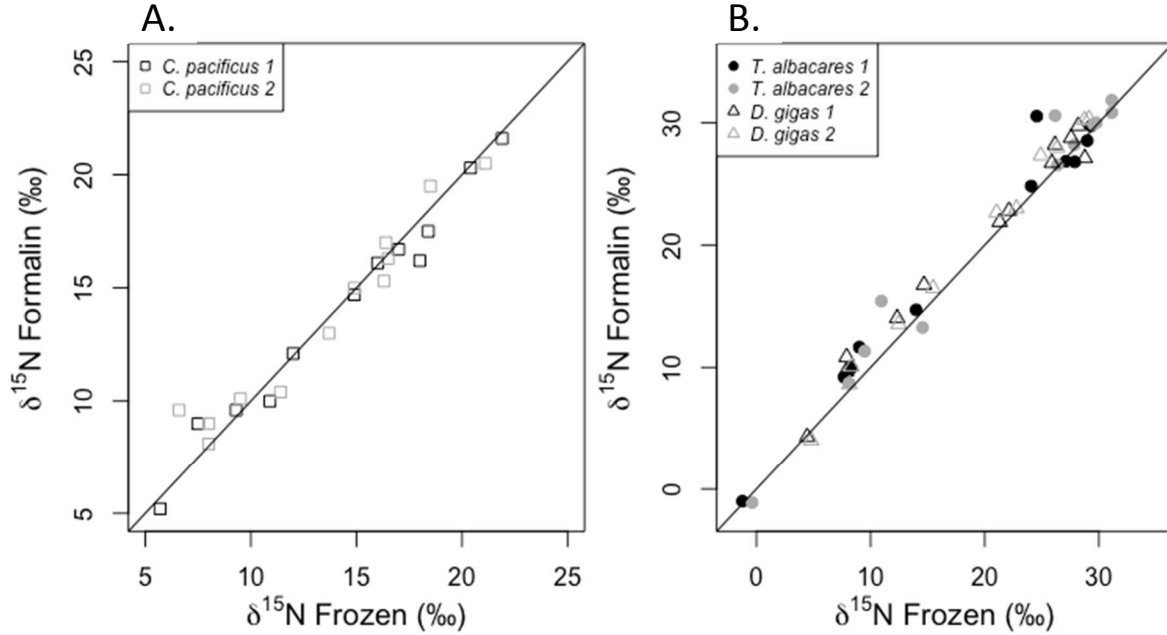 A.
C. pacificus 1
C. pacificus 2
25
20
15
10
5
δ¹⁵N Formalin (‰)
5 10 15 20 25
δ¹⁵N Frozen (‰)
B.
T. albacares 1
T. albacares 2
D. gigas 1
D. gigas 2
30
20
10
0
δ¹⁵N Formalin (‰)
0 10 20 30
δ¹⁵N Frozen (‰)